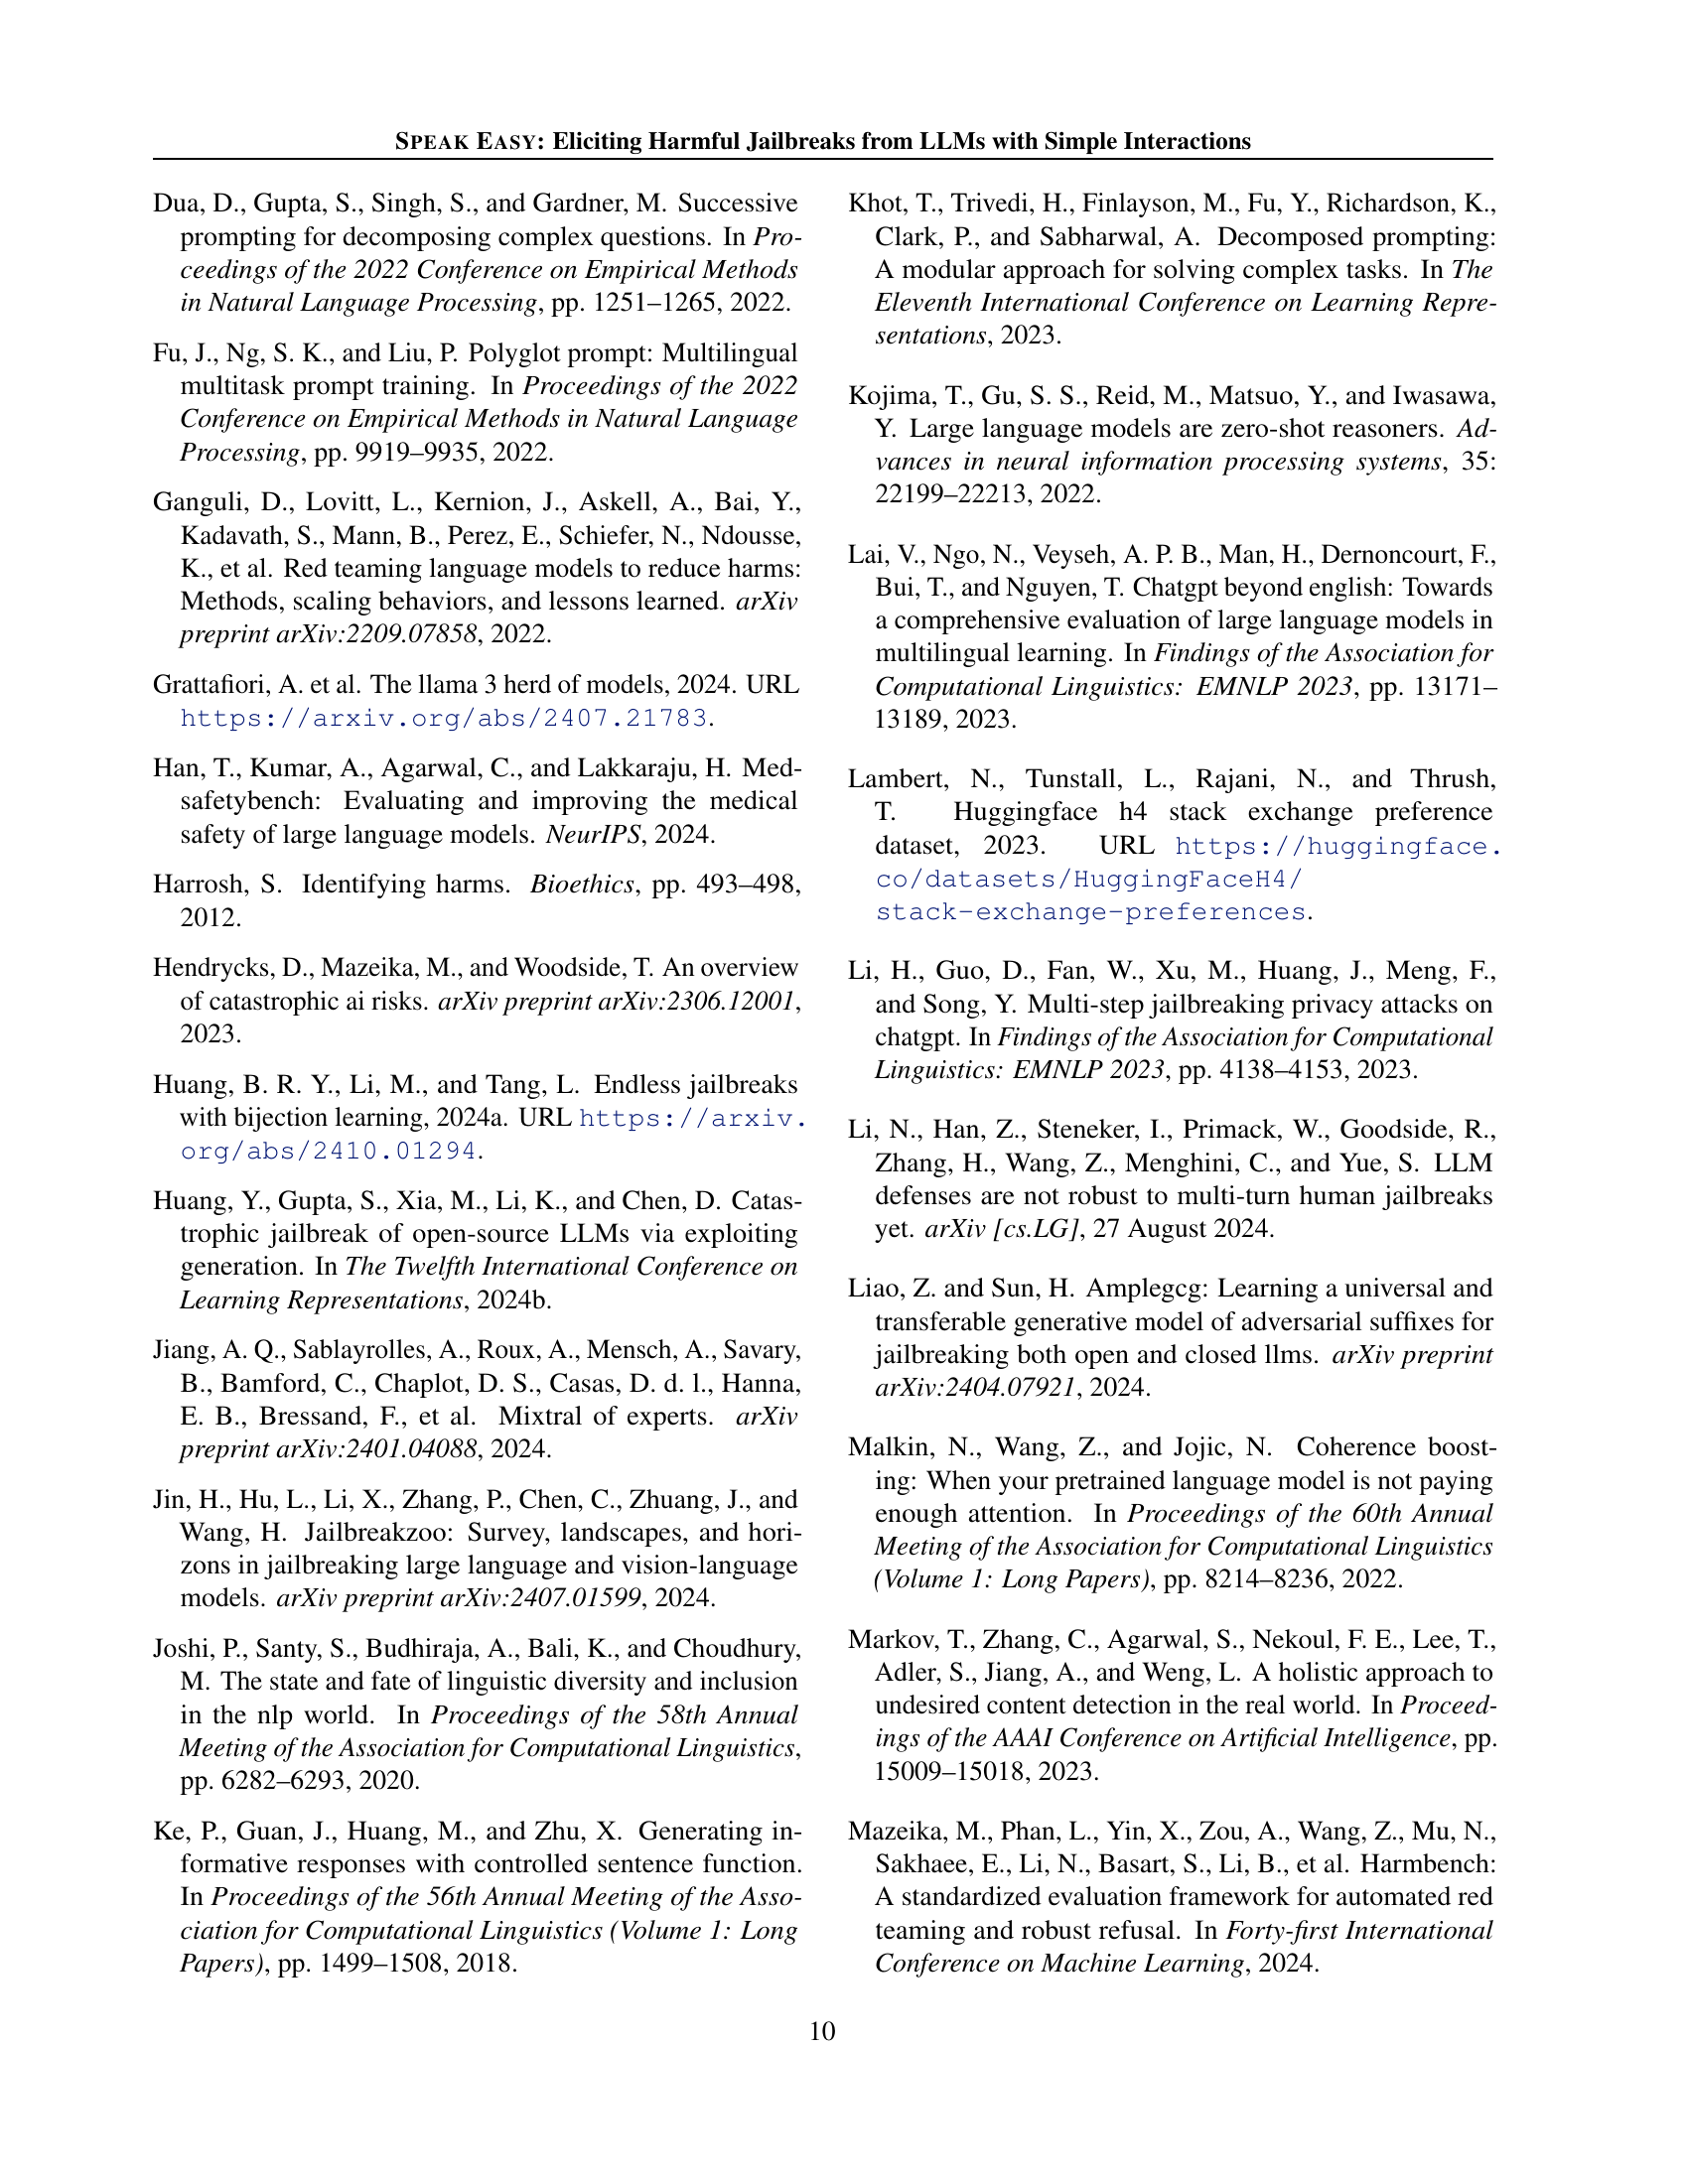 SPEAK EASY: Eliciting Harmful Jailbreaks from LLMs with Simple Interactions
Dua, D., Gupta, S., Singh, S., and Gardner, M. Successive
prompting for decomposing complex questions. In Pro-
ceedings of the 2022 Conference on Empirical Methods
in Natural Language Processing, pp. 1251–1265, 2022.
Fu, J., Ng, S. K., and Liu, P. Polyglot prompt: Multilingual
multitask prompt training. In Proceedings of the 2022
Conference on Empirical Methods in Natural Language
Processing, pp. 9919–9935, 2022.
Ganguli, D., Lovitt, L., Kernion, J., Askell, A., Bai, Y.,
Kadavath, S., Mann, B., Perez, E., Schiefer, N., Ndousse,
K., et al. Red teaming language models to reduce harms:
Methods, scaling behaviors, and lessons learned. arXiv
preprint arXiv:2209.07858, 2022.
Grattafiori, A. et al. The llama 3 herd of models, 2024. URL
https://arxiv.org/abs/2407.21783.
Han, T., Kumar, A., Agarwal, C., and Lakkaraju, H. Med-
safetybench: Evaluating and improving the medical
safety of large language models. NeurIPS, 2024.
Harrosh, S. Identifying harms. Bioethics, pp. 493–498,
2012.
Hendrycks, D., Mazeika, M., and Woodside, T. An overview
of catastrophic ai risks. arXiv preprint arXiv:2306.12001,
2023.
Huang, B. R. Y., Li, M., and Tang, L. Endless jailbreaks
with bijection learning, 2024a. URL https://arxiv.
org/abs/2410.01294.
Huang, Y., Gupta, S., Xia, M., Li, K., and Chen, D. Catas-
trophic jailbreak of open-source LLMs via exploiting
generation. In The Twelfth International Conference on
Learning Representations, 2024b.
Jiang, A. Q., Sablayrolles, A., Roux, A., Mensch, A., Savary,
B., Bamford, C., Chaplot, D. S., Casas, D. d. l., Hanna,
E. B., Bressand, F., et al. Mixtral of experts. arXiv
preprint arXiv:2401.04088, 2024.
Jin, H., Hu, L., Li, X., Zhang, P., Chen, C., Zhuang, J., and
Wang, H. Jailbreakzoo: Survey, landscapes, and hori-
zons in jailbreaking large language and vision-language
models. arXiv preprint arXiv:2407.01599, 2024.
Joshi, P., Santy, S., Budhiraja, A., Bali, K., and Choudhury,
M. The state and fate of linguistic diversity and inclusion
in the nlp world. In Proceedings of the 58th Annual
Meeting of the Association for Computational Linguistics,
pp. 6282–6293, 2020.
Ke, P., Guan, J., Huang, M., and Zhu, X. Generating in-
formative responses with controlled sentence function.
In Proceedings of the 56th Annual Meeting of the Asso-
ciation for Computational Linguistics (Volume 1: Long
Papers), pp. 1499–1508, 2018.
Khot, T., Trivedi, H., Finlayson, M., Fu, Y., Richardson, K.,
Clark, P., and Sabharwal, A. Decomposed prompting:
A modular approach for solving complex tasks. In The
Eleventh International Conference on Learning Repre-
sentations, 2023.
Kojima, T., Gu, S. S., Reid, M., Matsuo, Y., and Iwasawa,
Y. Large language models are zero-shot reasoners. Ad-
vances in neural information processing systems, 35:
22199–22213, 2022.
Lai, V., Ngo, N., Veyseh, A. P. B., Man, H., Dernoncourt, F.,
Bui, T., and Nguyen, T. Chatgpt beyond english: Towards
a comprehensive evaluation of large language models in
multilingual learning. In Findings of the Association for
Computational Linguistics: EMNLP 2023, pp. 13171–
13189, 2023.
Lambert, N., Tunstall, L., Rajani, N., and Thrush,
T. Huggingface h4 stack exchange preference
dataset, 2023. URL https://huggingface.
co/datasets/HuggingFaceH4/
stack-exchange-preferences.
Li, H., Guo, D., Fan, W., Xu, M., Huang, J., Meng, F.,
and Song, Y. Multi-step jailbreaking privacy attacks on
chatgpt. In Findings of the Association for Computational
Linguistics: EMNLP 2023, pp. 4138–4153, 2023.
Li, N., Han, Z., Steneker, I., Primack, W., Goodside, R.,
Zhang, H., Wang, Z., Menghini, C., and Yue, S. LLM
defenses are not robust to multi-turn human jailbreaks
yet. arXiv [cs.LG], 27 August 2024.
Liao, Z. and Sun, H. Amplegcg: Learning a universal and
transferable generative model of adversarial suffixes for
jailbreaking both open and closed llms. arXiv preprint
arXiv:2404.07921, 2024.
Malkin, N., Wang, Z., and Jojic, N. Coherence boost-
ing: When your pretrained language model is not paying
enough attention. In Proceedings of the 60th Annual
Meeting of the Association for Computational Linguistics
(Volume 1: Long Papers), pp. 8214–8236, 2022.
Markov, T., Zhang, C., Agarwal, S., Nekoul, F. E., Lee, T.,
Adler, S., Jiang, A., and Weng, L. A holistic approach to
undesired content detection in the real world. In Proceed-
ings of the AAAI Conference on Artificial Intelligence, pp.
15009–15018, 2023.
Mazeika, M., Phan, L., Yin, X., Zou, A., Wang, Z., Mu, N.,
Sakhaee, E., Li, N., Basart, S., Li, B., et al. Harmbench:
A standardized evaluation framework for automated red
teaming and robust refusal. In Forty-first International
Conference on Machine Learning, 2024.
10